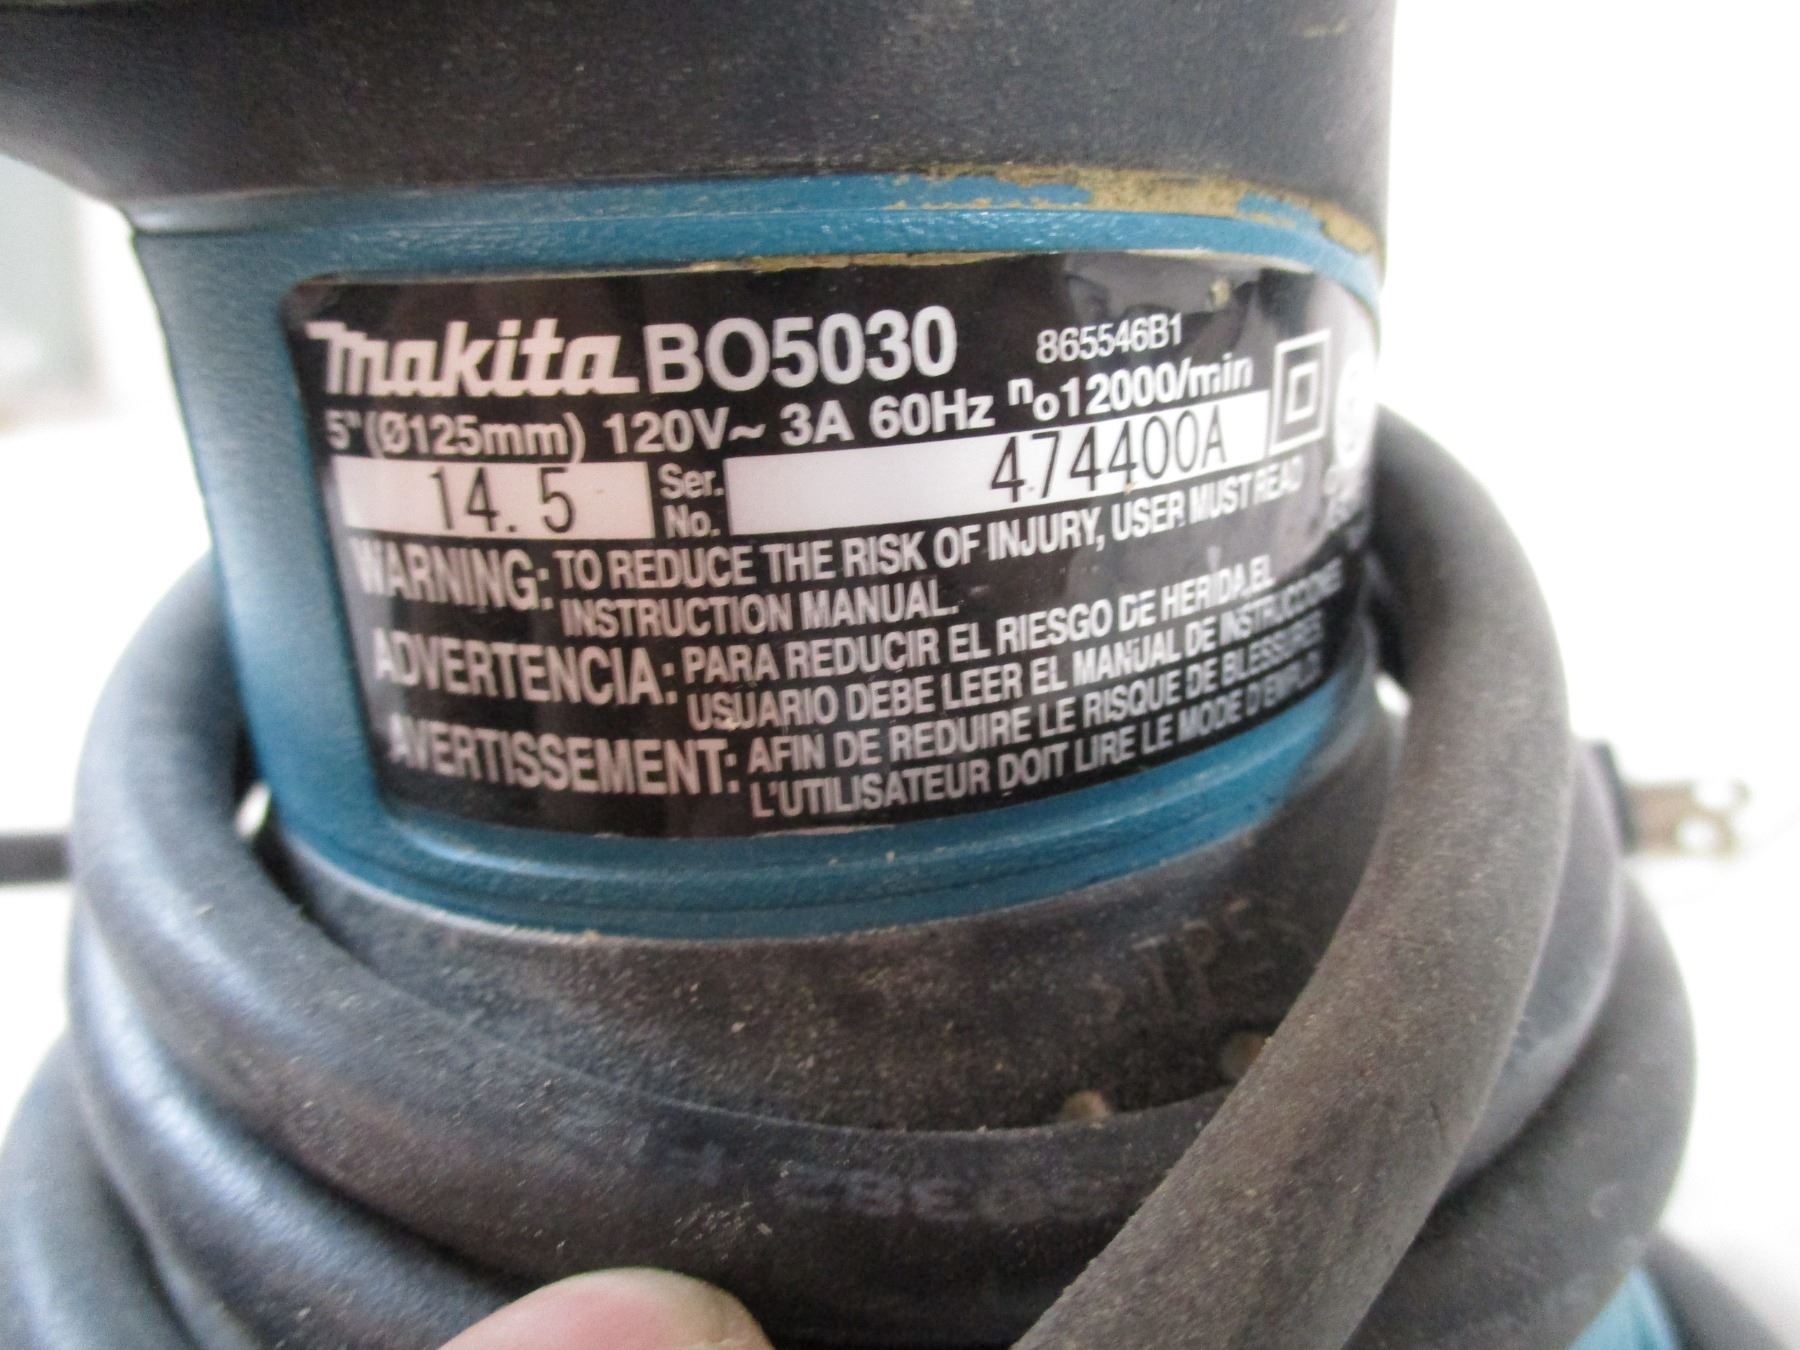 makita BO5030
865546B1
5"(Ø125mm) 120V~ 3A 60Hz no12000/min
14.5 Ser. No. 474400A
WARNING: TO REDUCE THE RISK OF INJURY, USER MUST READ
INSTRUCTION MANUAL.
ADVERTENCIA: PARA REDUCIR EL RIESGO DE HERIDA,EL
USUARIO DEBE LEER EL MANUAL DE INSTRUCCIONE
AVERTISSEMENT: AFIN DE REDUIRE LE RISQUE DE BLESSURES
L'UTILISATEUR DOIT LIRE LE MODE D'EMPLOI.